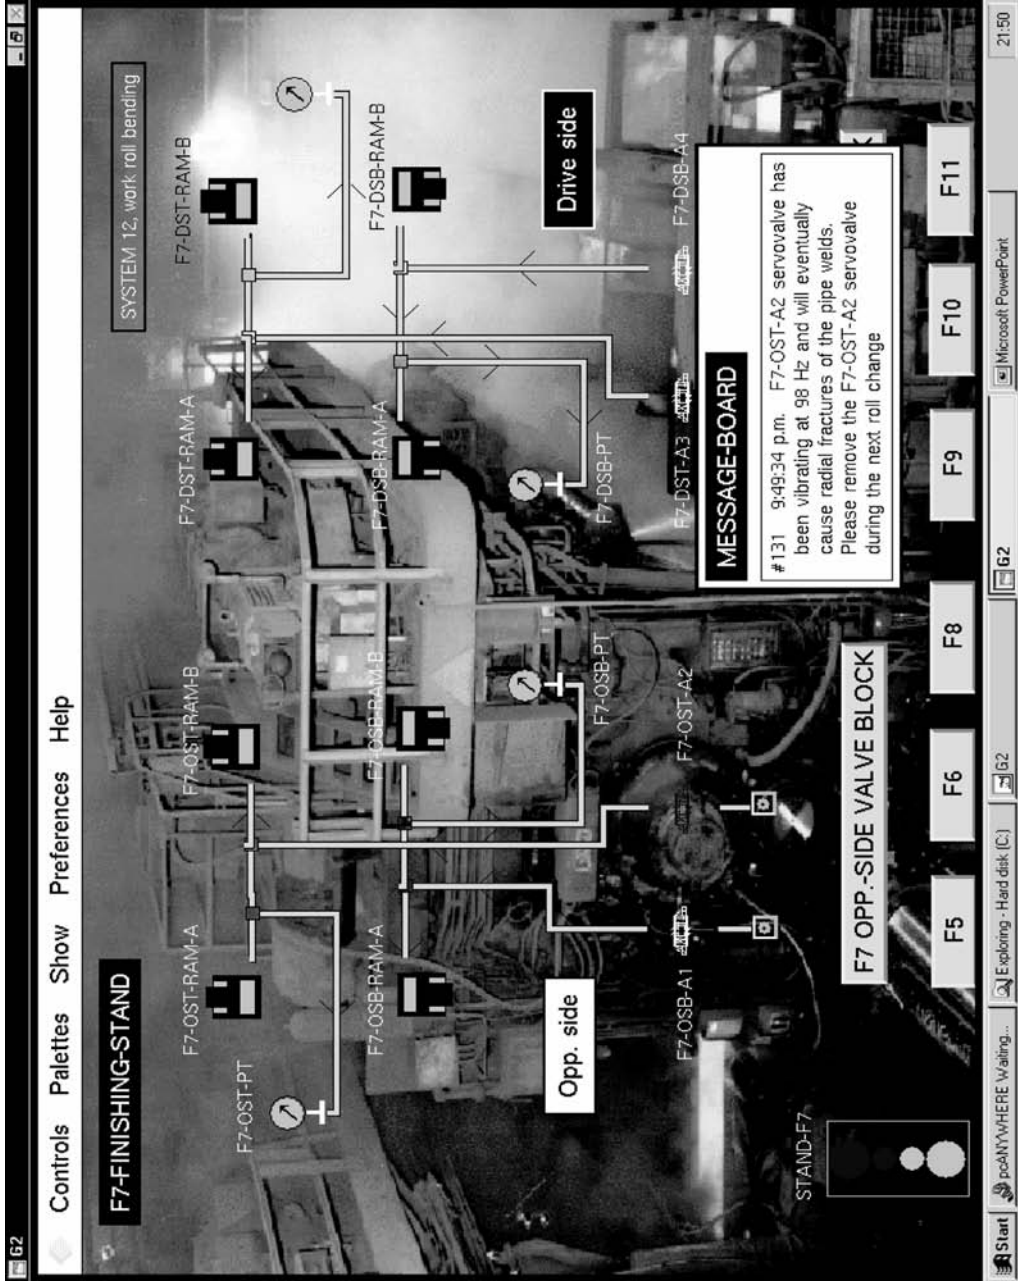 G2
Controls Palettes Show Preferences Help
F7-FINISHING-STAND
SYSTEM 12, work roll bending
F7-OST-RAM-A
F7-OST-RAM-B
F7-DST-RAM-A
F7-DST-RAM-B
F7-OST-PT
F7-OSB-RAM-A
F7-OSB-RAM-B
F7-DSB-RAM-A
F7-DSB-RAM-B
Opp. side
Drive side
F7-OSB-PT
F7-DSB-PT
F7-OSB-A1
F7-OST-A2
F7-DST-A3
F7-DSB-A4
MESSAGE-BOARD
#131 9:49:34 p.m. F7-OST-A2 servovalve has
been vibrating at 98 Hz and will eventually
cause radial fractures of the pipe welds.
Please remove the F7-OST-A2 servovalve
during the next roll change
STAND-F7
F7 OPP.-SIDE VALVE BLOCK
F5
F6
F8
F9
F10
F11
Start
pcANYWHERE Waiting...
Exploring - Hard disk (C:)
G2
G2
Microsoft PowerPoint
21:50